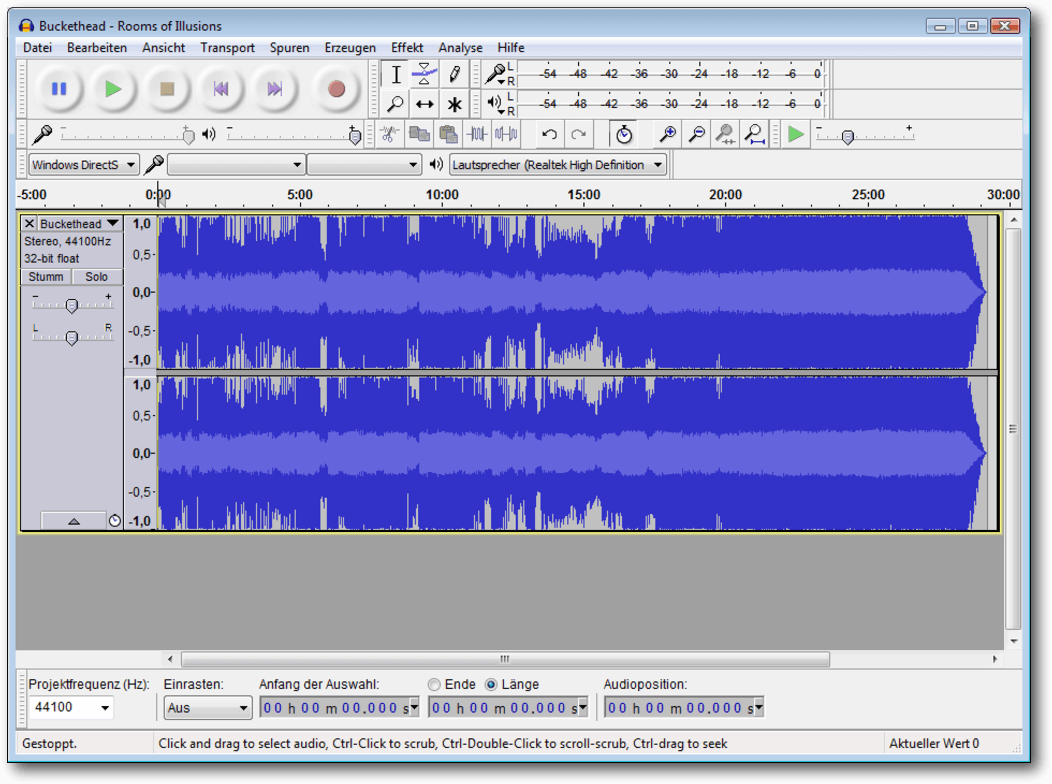 Buckethead - Rooms of Illusions
Datei Bearbeiten Ansicht Transport Spuren Erzeugen Effekt Analyse Hilfe
L R -54 -48 -42 -36 -30 -24 -18 -12 -6 0
L R -54 -48 -42 -36 -30 -24 -18 -12 -6 0
- + - +
Windows DirectS Lautsprecher (Realtek High Definition
-5:00 0:00 5:00 10:00 15:00 20:00 25:00 30:00
X Buckethead 1,0
Stereo, 44100Hz
32-bit float 0,5
Stumm Solo
- + 0,0
L R -0,5
-1,0
1,0
0,5
0,0
-0,5
-1,0
Projektfrequenz (Hz): Einrasten: Anfang der Auswahl: Ende Länge Audioposition:
44100 Aus 00 h 00 m 00.000 s 00 h 00 m 00.000 s 00 h 00 m 00.000 s
Gestoppt. Click and drag to select audio, Ctrl-Click to scrub, Ctrl-Double-Click to scroll-scrub, Ctrl-drag to seek Aktueller Wert 0